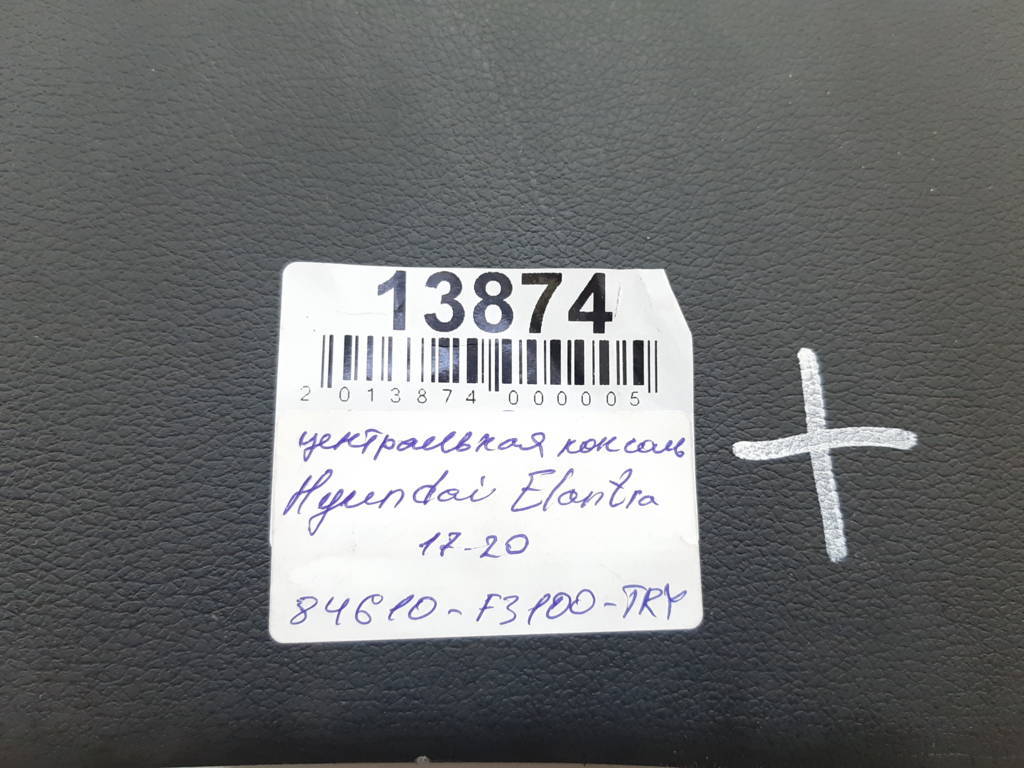 13874
2 013874 000005
центральная консоль
Hyundai Elantra
17-20
84610-F3100-TRY